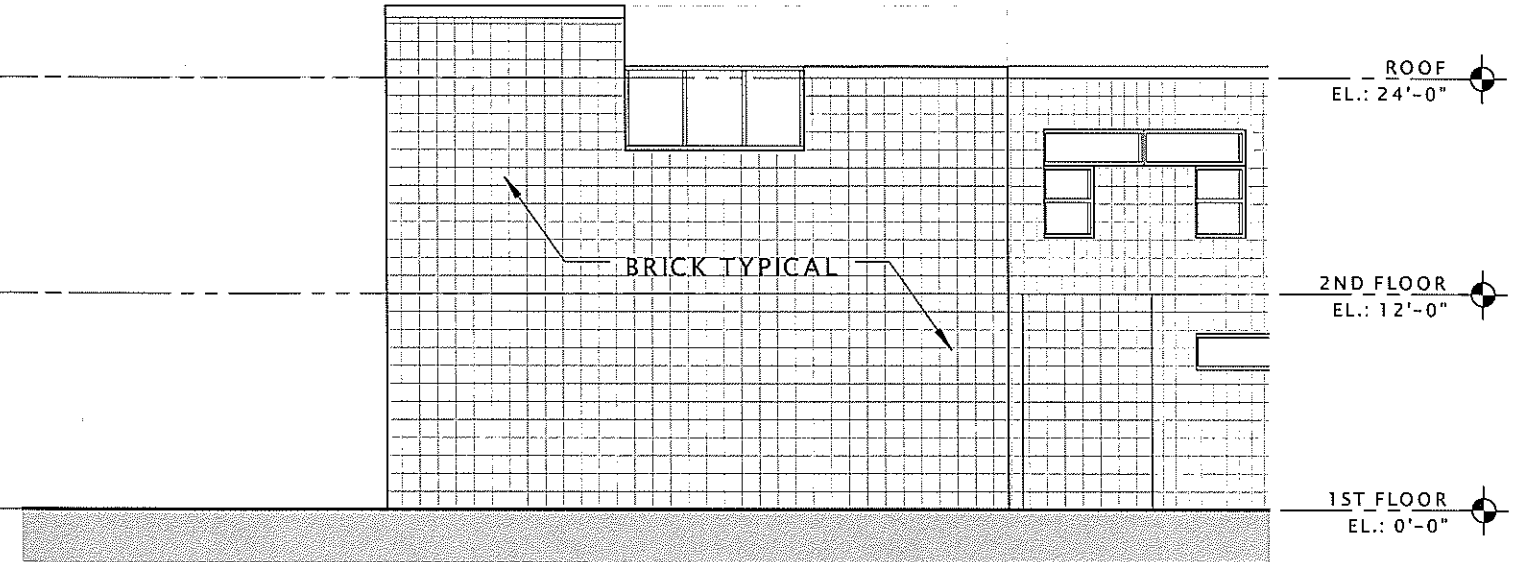 ROOF
EL.: 24'-0"
BRICK TYPICAL
2ND FLOOR
EL.: 12'-0"
1ST FLOOR
EL.: 0'-0"